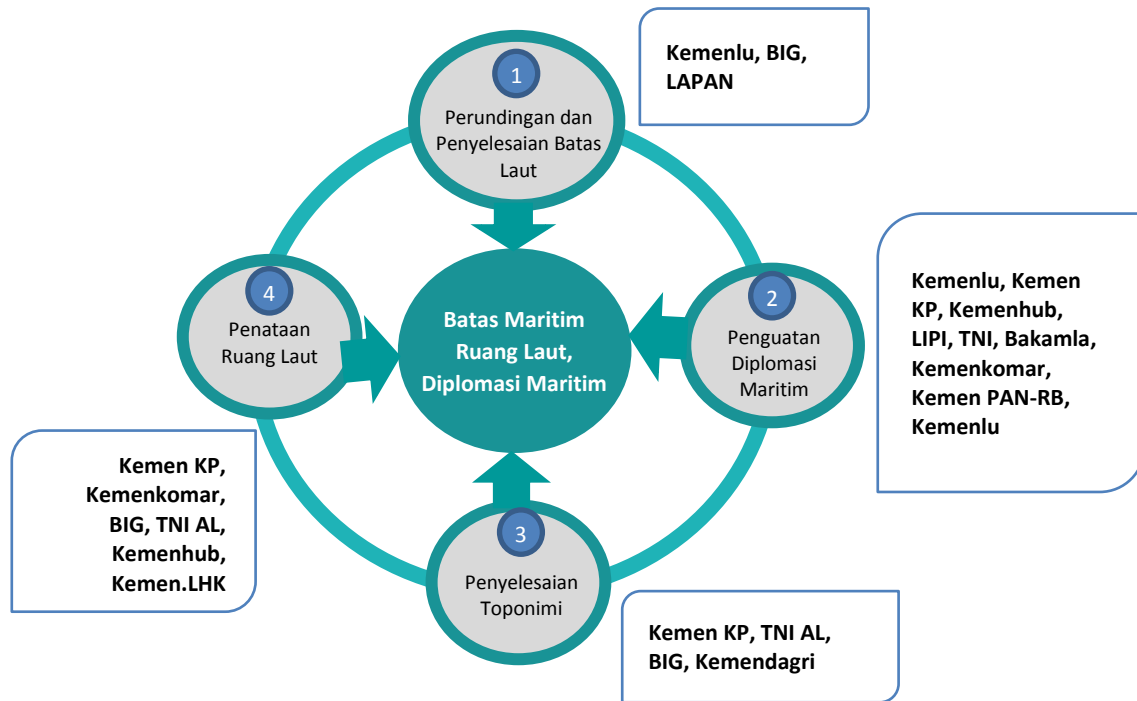 1
Perundingan dan
Penyelesaian Batas
Laut
Kemenlu, BIG,
LAPAN
2
Penguatan
Diplomasi
Maritim
Kemenlu, Kemen
KP, Kemenhub,
LIPI, TNI, Bakamla,
Kemenkomar,
Kemen PAN-RB,
Kemenlu
Batas Maritim
Ruang Laut,
Diplomasi Maritim
3
Penyelesaian
Toponimi
Kemen KP, TNI AL,
BIG, Kemendagri
4
Penataan
Ruang Laut
Kemen KP,
Kemenkomar,
BIG, TNI AL,
Kemenhub,
Kemen.LHK